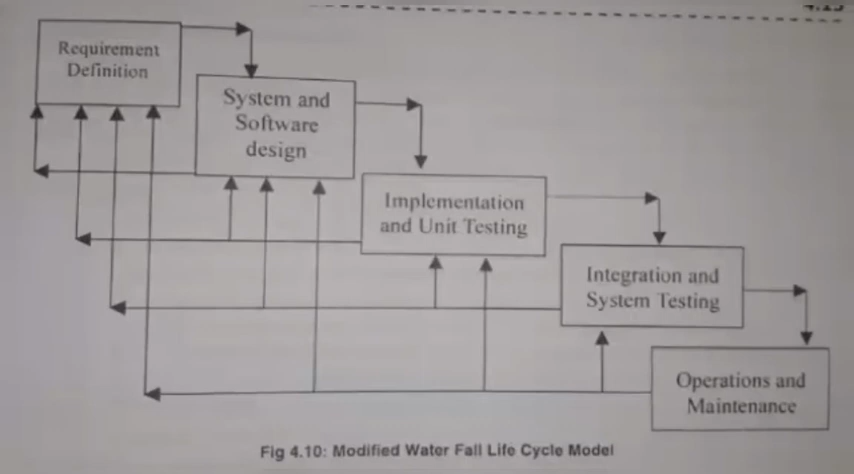 Requirement
Definition
System and
Software
design
Implementation
and Unit Testing
Integration and
System Testing
Operations and
Maintenance
Fig 4.10: Modified Water Fall Life Cycle Model